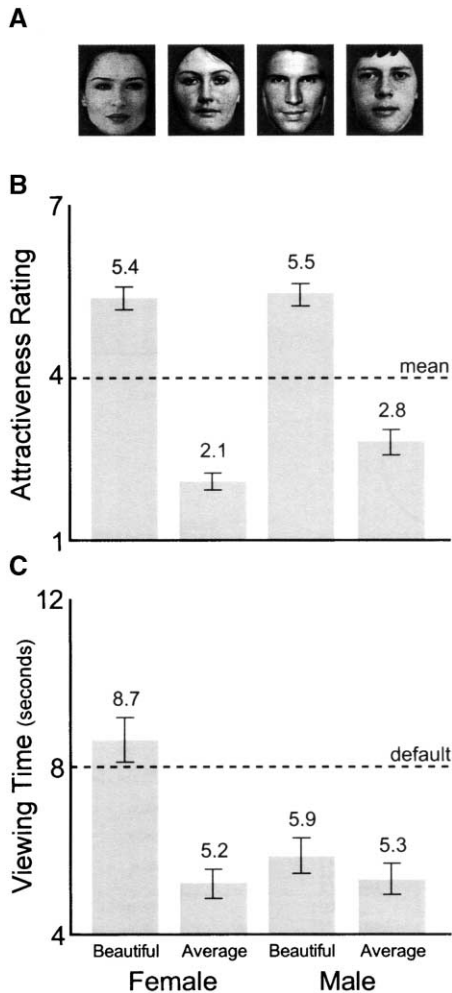 A
B
7
Attractiveness Rating
5.4
5.5
mean
4
2.8
2.1
1
C
12
Viewing Time (seconds)
8.7
default
8
5.9
5.2
5.3
4
Beautiful Average Beautiful Average
Female Male